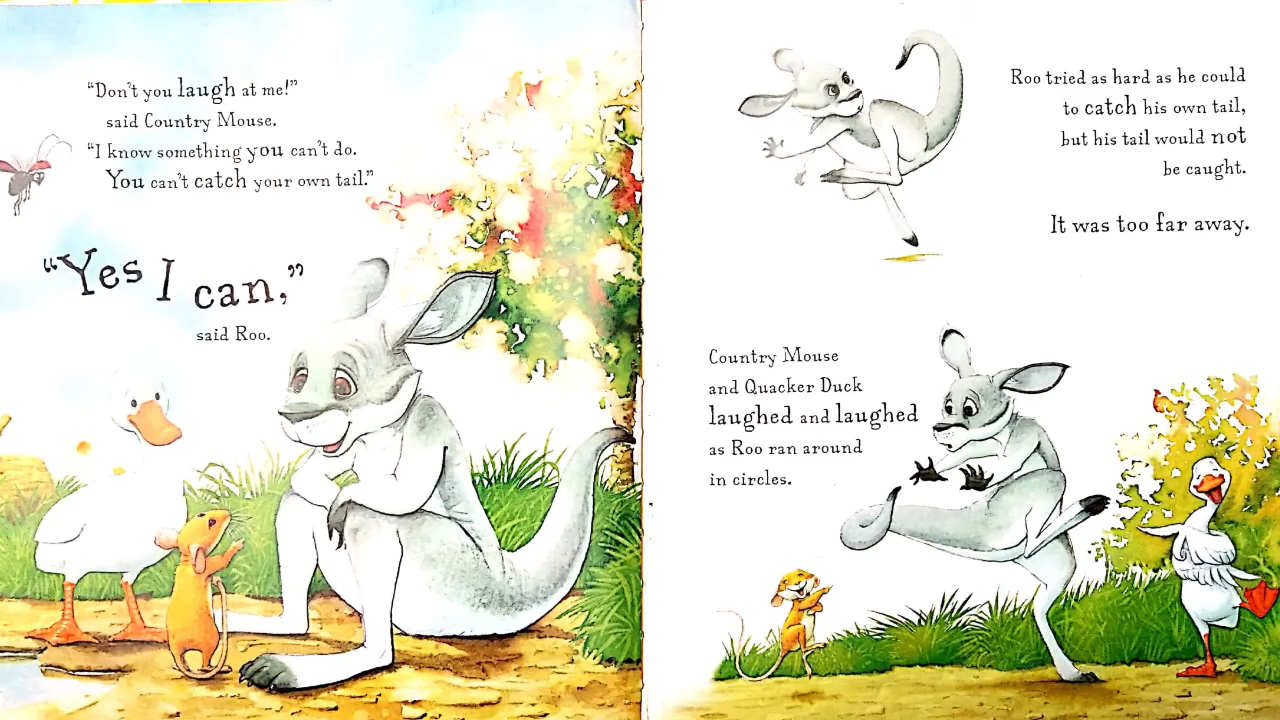 “Don’t you laugh at me!”
said Country Mouse.
“I know something you can’t do.
You can’t catch your own tail.”
“Yes I can,”
said Roo.
Roo tried as hard as he could
to catch his own tail,
but his tail would not
be caught.
It was too far away.
Country Mouse
and Quacker Duck
laughed and laughed
as Roo ran around
in circles.